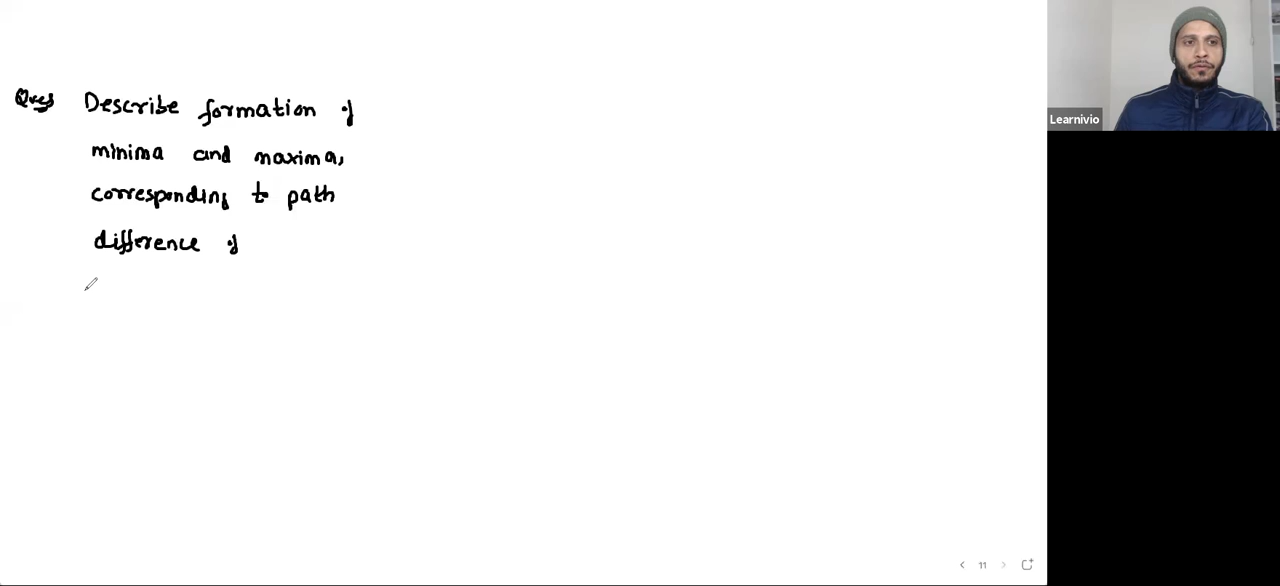 Ques Describe formation of
minima and maxima,
corresponding to path
difference of
Learnivio
11